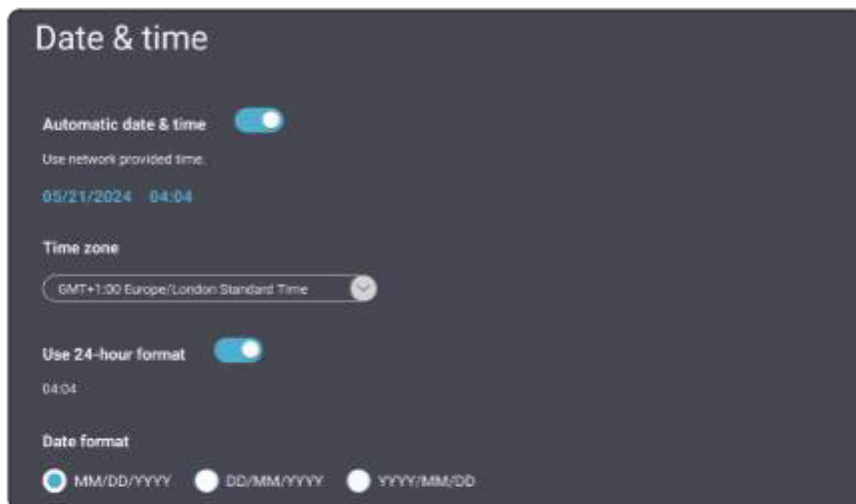 Date & time
Automatic date & time
Use network provided time.
05/21/2024 04:04
Time zone
GMT+1:00 Europe/London Standard Time
Use 24-hour format
04:04
Date format
MM/DD/YYYY DD/MM/YYYY YYYY/MM/DD